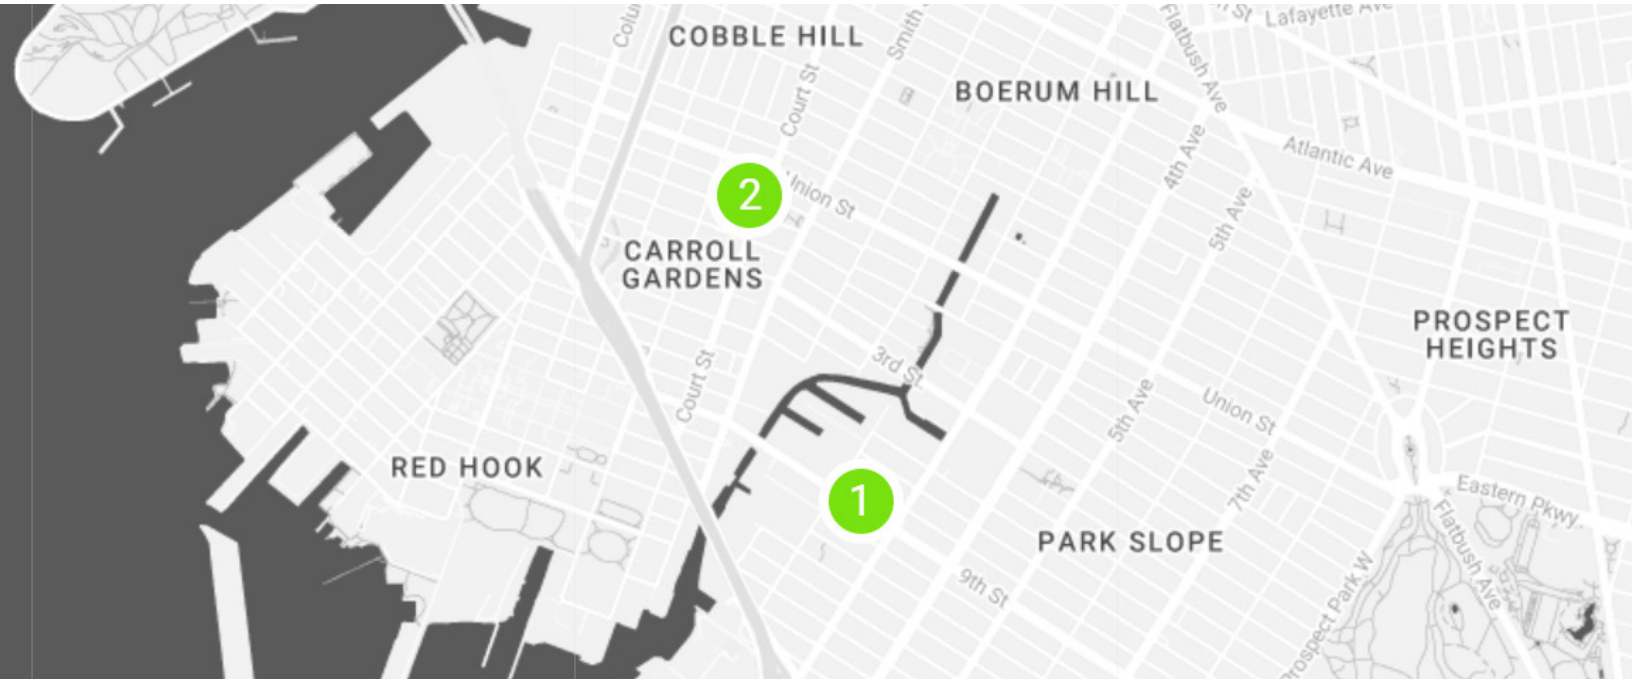 Colu
COBBLE HILL
Smith
Flatbush Ave
n St
Lafayette Ave
Court St
BOERUM HILL
4th Ave
Atlantic Ave
2
Union St
5th Ave
CARROLL
GARDENS
PROSPECT
HEIGHTS
3rd St
Court St
5th Ave
Union St
RED HOOK
7th Ave
1
Eastern Pkwy
Flatbush Ave
PARK SLOPE
9th St
Prospect Park W